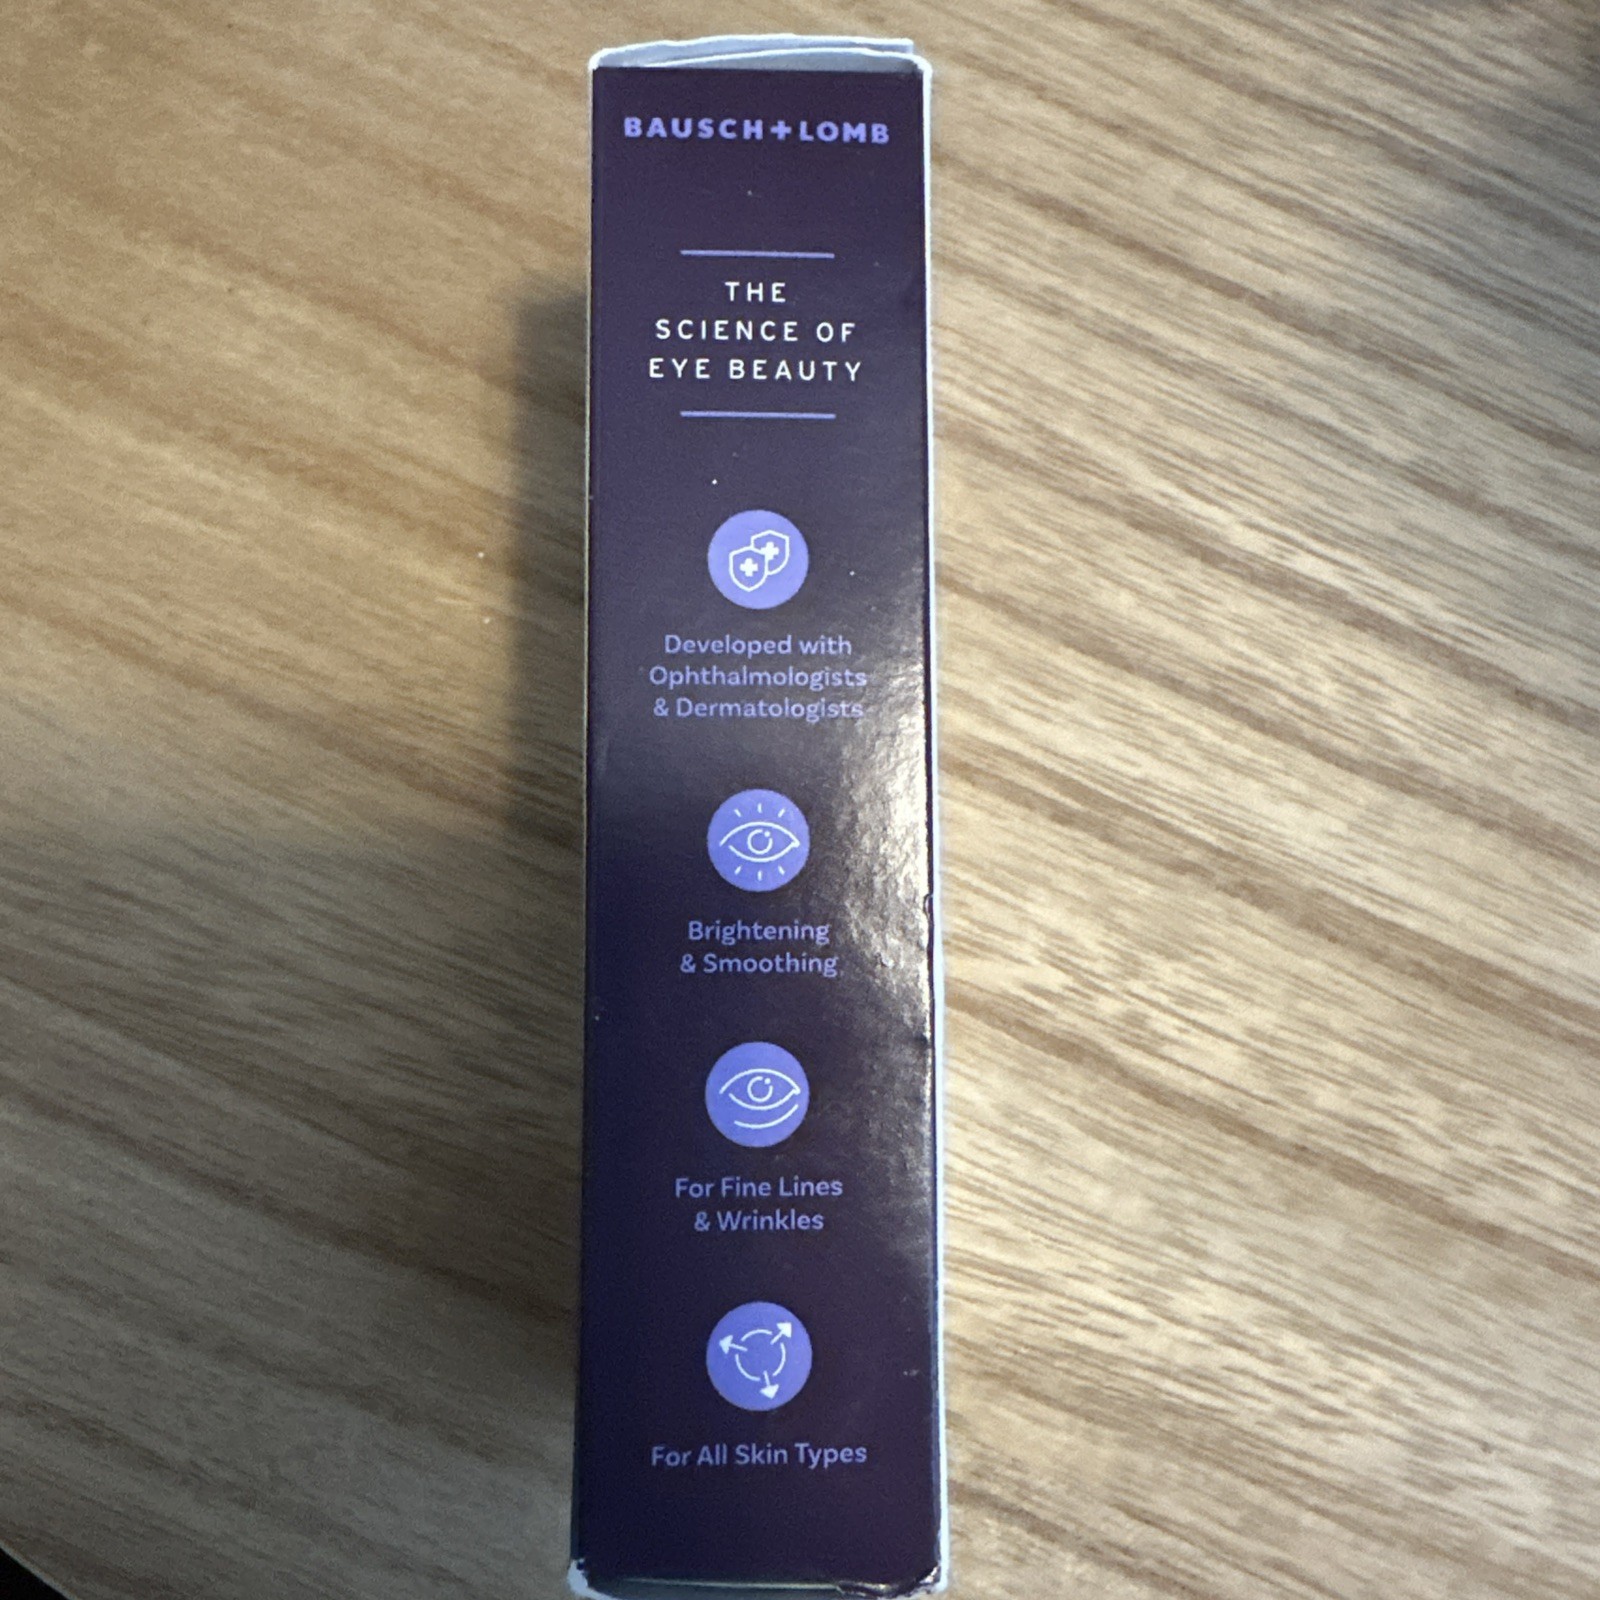 BAUSCH + LOMB
THE
SCIENCE OF
EYE BEAUTY
Developed with
Ophthalmologists
& Dermatologists
Brightening
& Smoothing
For Fine Lines
& Wrinkles
For All Skin Types